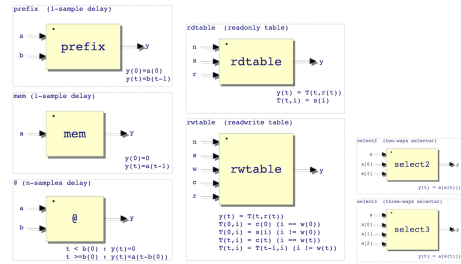 prefix (1-sample delay)
a
b
prefix
y
y(0)=a(0)
y(t)=b(t-1)
mem (1-sample delay)
a
mem
y
y(0)=0
y(t)=a(t-1)
@ (n-samples delay)
a
b
@
y
t < b(0) : y(t)=0
t >=b(0) : y(t)=a(t-b(0))
rdtable (readonly table)
n
s
r
rdtable
y
y(t) = T(t,r(t))
T(t,i) = s(i)
rwtable (readwrite table)
n
s
w
c
r
rwtable
y
y(t) = T(t,r(t))
T(0,i) = c(0) (i == w(0))
T(0,i) = s(i) (i != w(0))
T(t,i) = c(t) (i == w(t))
T(t,i) = T(t-1,i) (i != w(t))
select2 (two-ways selector)
s
a[0]
a[1]
select2
y
y(t) = a[s(t)](t)
select3 (three-ways selector)
s
a[0]
a[1]
a[2]
select3
y